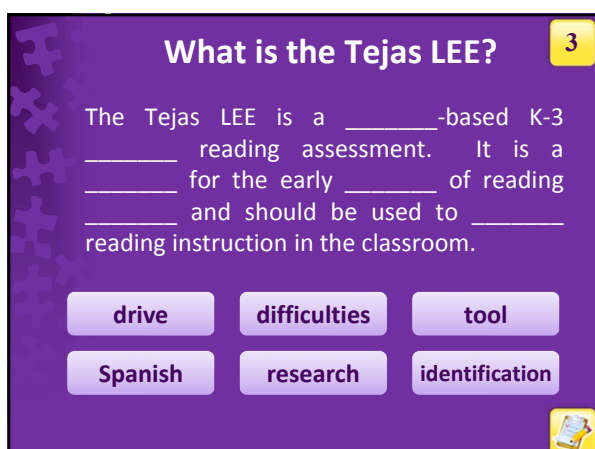 What is the Tejas LEE?
3
The Tejas LEE is a _______-based K-3
_______ reading assessment. It is a
_______ for the early _______ of reading
_______ and should be used to _______
reading instruction in the classroom.
drive
difficulties
tool
Spanish
research
identification